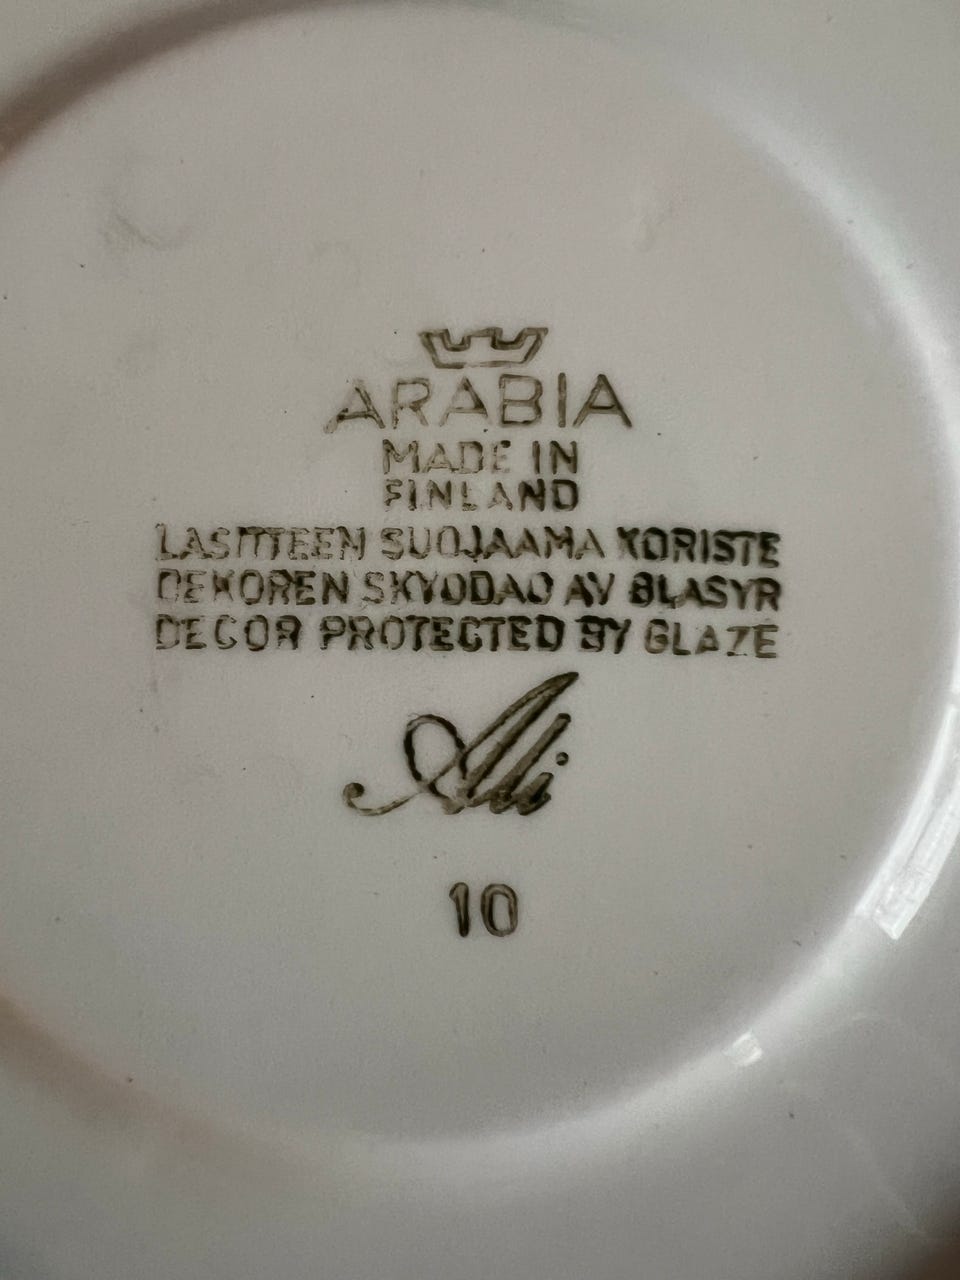 ARABIA
MADE IN
FINLAND
LASITTEEN SUOJAAMA KORISTE
DEKOREN SKYDDAD AV GLASYR
DECOR PROTECTED BY GLAZE
Ali
10